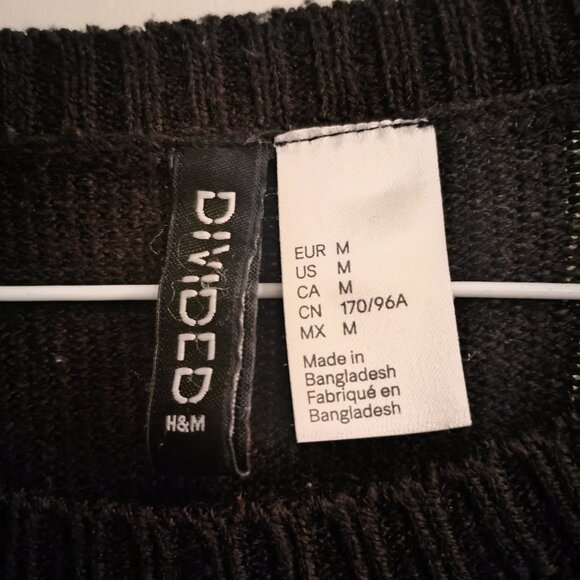 DIVIDED
H&M
EUR M
US M
CA M
CN 170/96A
MX M
Made in
Bangladesh
Fabriqué en
Bangladesh